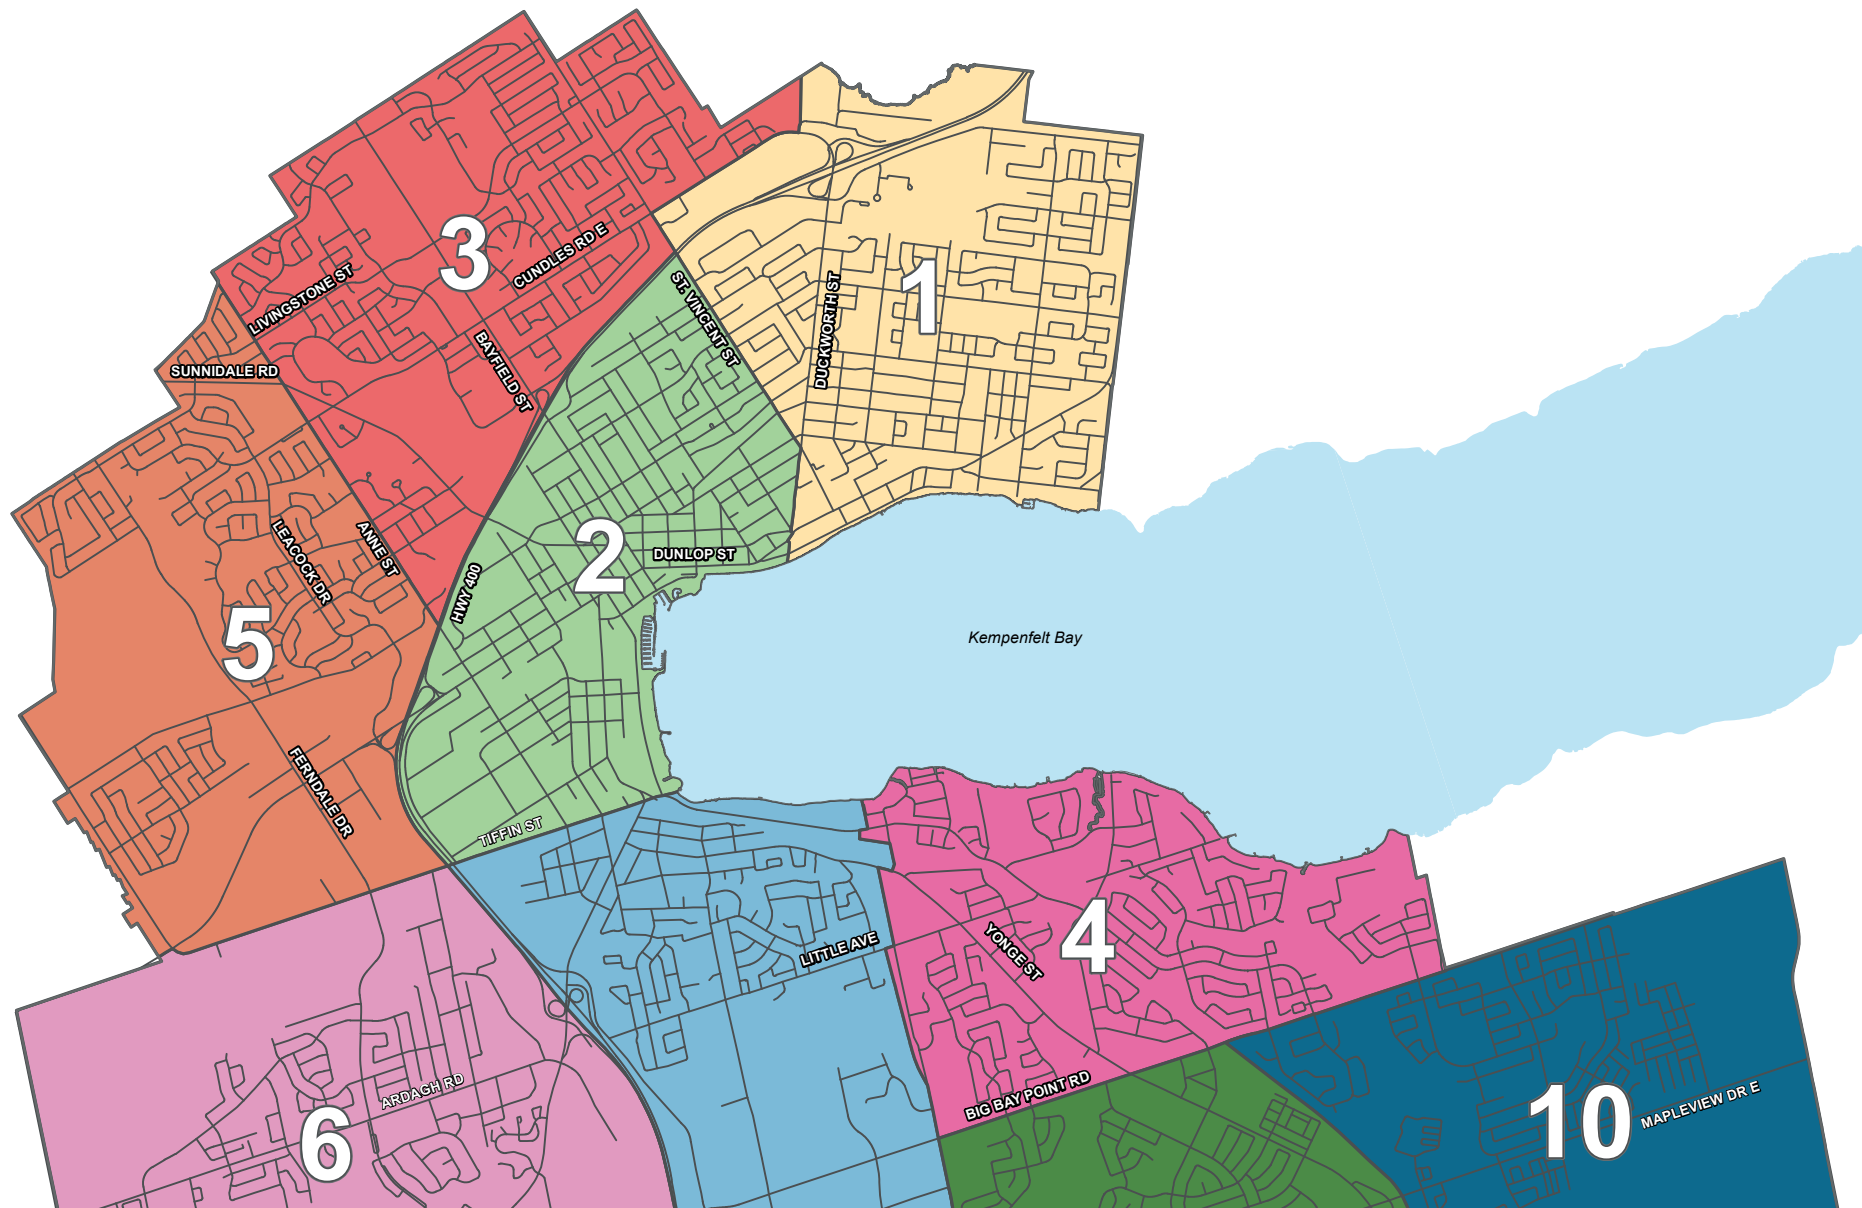 3
CUNDLES RD E
LIVINGSTONE ST
1
ST. VINCENT ST
DUCKWORTH ST
BAYFIELD ST
SUNNIDALE RD
2
DUNLOP ST
LEACOCK DR
ANNE ST
HWY 400
5
Kempenfelt Bay
FERNDALE DR
TIFFIN ST
4
LITTLE AVE
YONGE ST
BIG BAY POINT RD
ARDAGH RD
6
10
MAPLEVIEW DR E